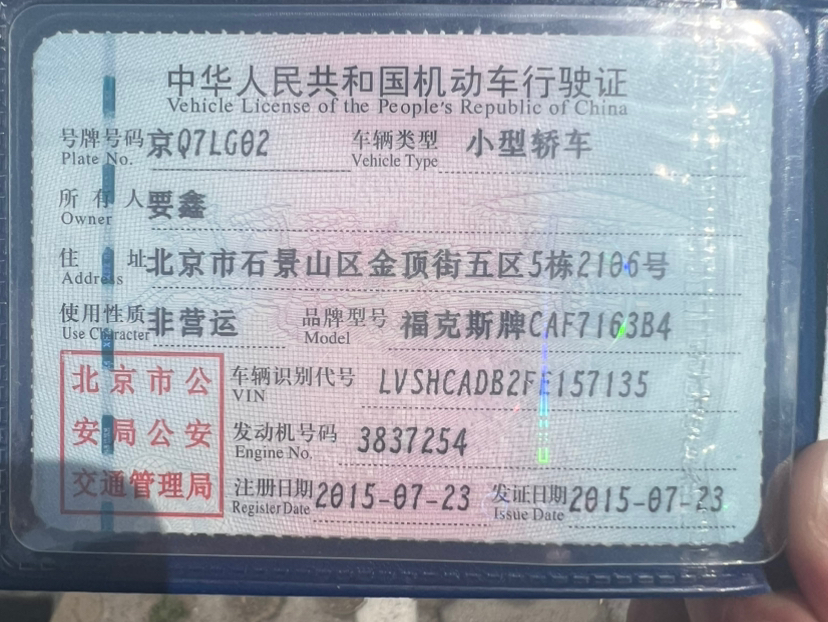 中华人民共和国机动车行驶证
Vehicle License of the People's Republic of China
号牌号码 京Q7LG02 车辆类型 小型轿车
Plate No. Vehicle Type
所有人 要鑫
Owner
住址 北京市石景山区金顶街五区5栋2106号
Address
使用性质 非营运 品牌型号 福克斯牌CAF7163B4
Use Character Model
北京市公
安局公安
交通管理局
车辆识别代号 LVSHCADB2FE157135
VIN
发动机号码 3837254
Engine No.
注册日期 2015-07-23 发证日期 2015-07-23
Register Date Issue Date